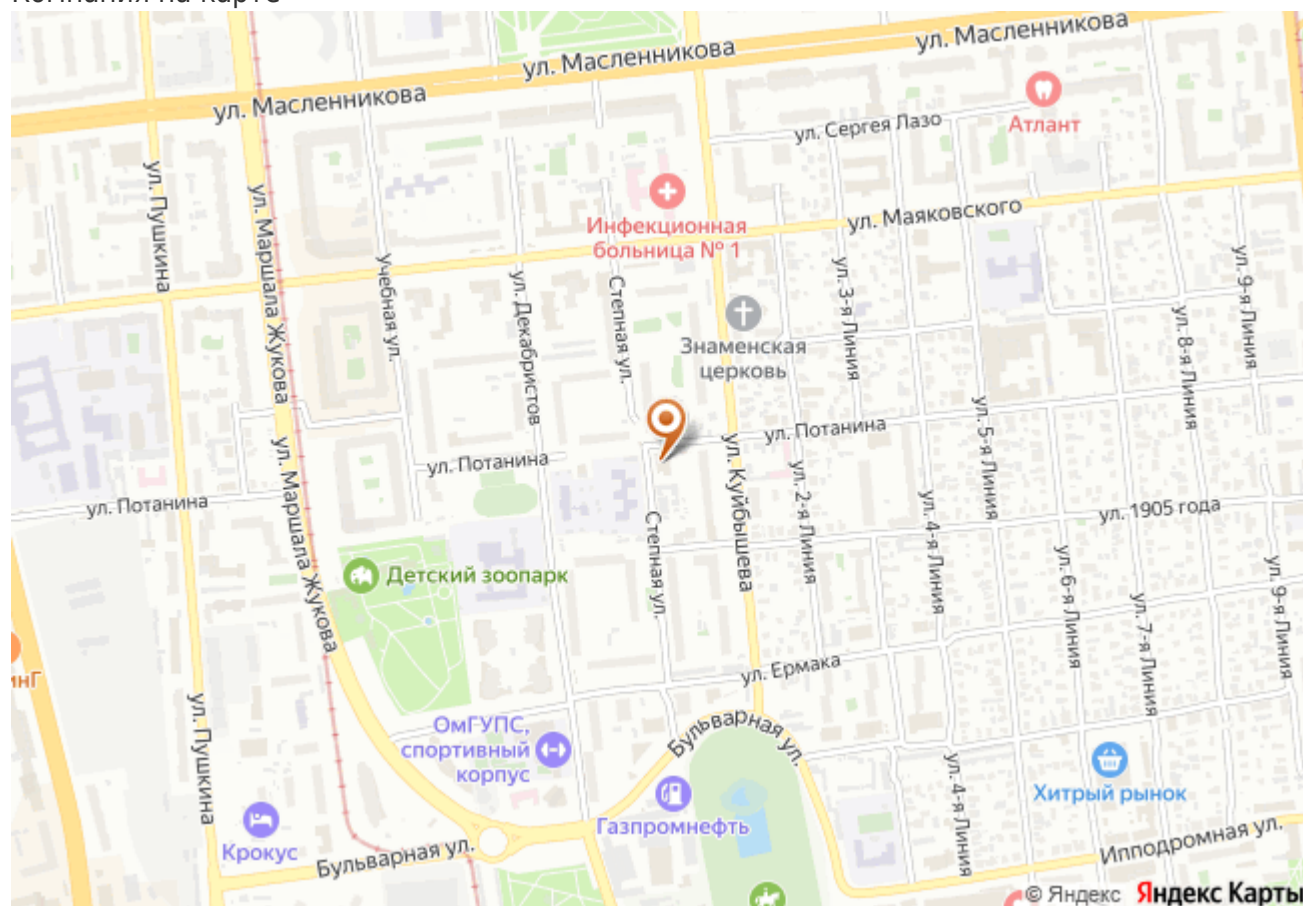 Компания на карте
ул. Масленникова
ул. Масленникова
ул. Масленникова
Атлант
ул. Сергея Лазо
ул. Пушкина
ул. Маршала Жукова
Инфекционная
больница № 1
ул. Маяковского
Учебная ул.
ул. Декабристов
Степная ул.
ул. 3-я Линия
ул. 9-я Линия
Знаменская
церковь
ул. 8-я Линия
ул. 5-я Линия
ул. Потанина
ул. Потанина
ул. Потанина
ул. Маршала Жукова
ул. Куйбышева
ул. 2-я Линия
ул. 4-я Линия
ул. 1905 года
Степная ул.
Детский зоопарк
ул. 6-я Линия
ул. 7-я Линия
ул. 9-я Линия
инГ
ул. Ермака
ул. Пушкина
ОмГУПС,
спортивный
корпус
Бульварная ул.
ул. 4-я Линия
Хитрый рынок
Газпромнефть
Крокус
Бульварная ул.
Ипподромная ул.
© Яндекс Яндекс Карты